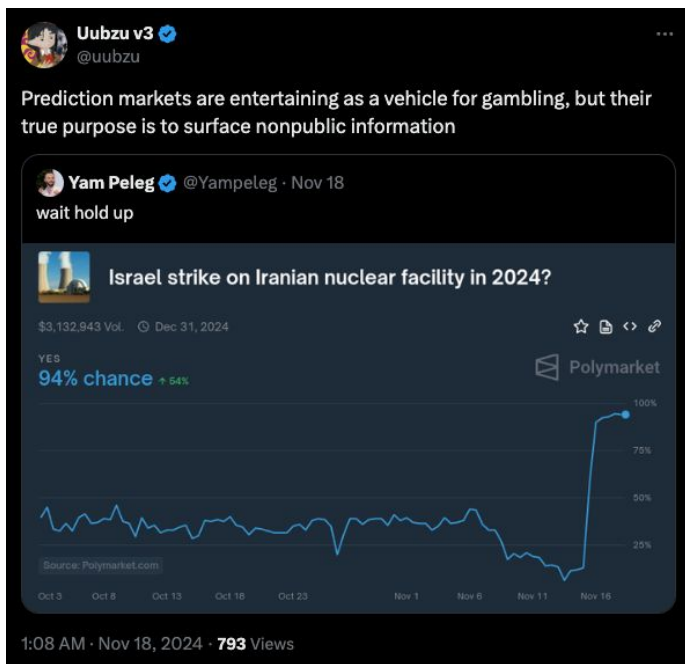 Uubzu v3
@uubzu
Prediction markets are entertaining as a vehicle for gambling, but their
true purpose is to surface nonpublic information
Yam Peleg @Yampeleg · Nov 18
wait hold up
Israel strike on Iranian nuclear facility in 2024?
$3,132,943 Vol. Dec 31, 2024
YES
94% chance ↑ 54%
Polymarket
100%
75%
50%
25%
Source: Polymarket.com
Oct 3 Oct 8 Oct 13 Oct 18 Oct 23 Nov 1 Nov 6 Nov 11 Nov 16
1:08 AM · Nov 18, 2024 · 793 Views